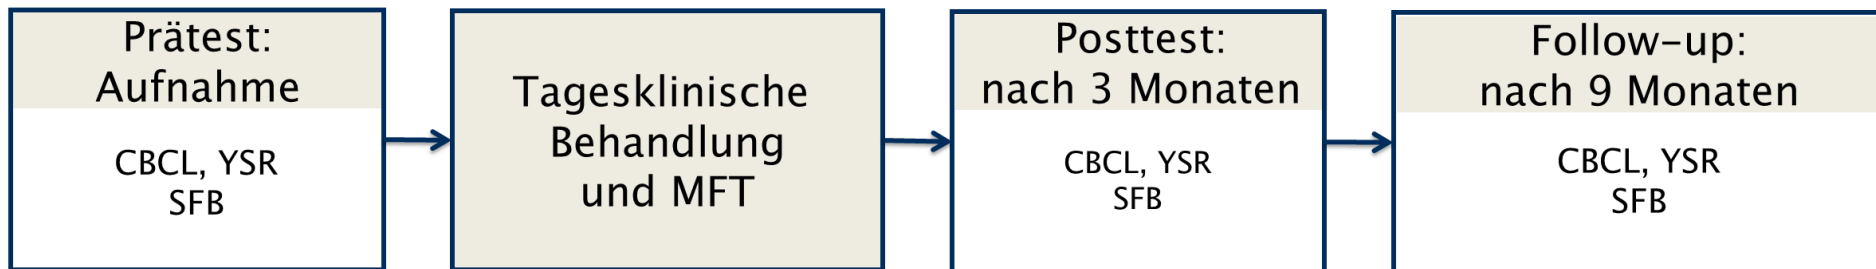 Prätest:
Aufnahme
CBCL, YSR
SFB
Tagesklinische
Behandlung
und MFT
Posttest:
nach 3 Monaten
CBCL, YSR
SFB
Follow-up:
nach 9 Monaten
CBCL, YSR
SFB